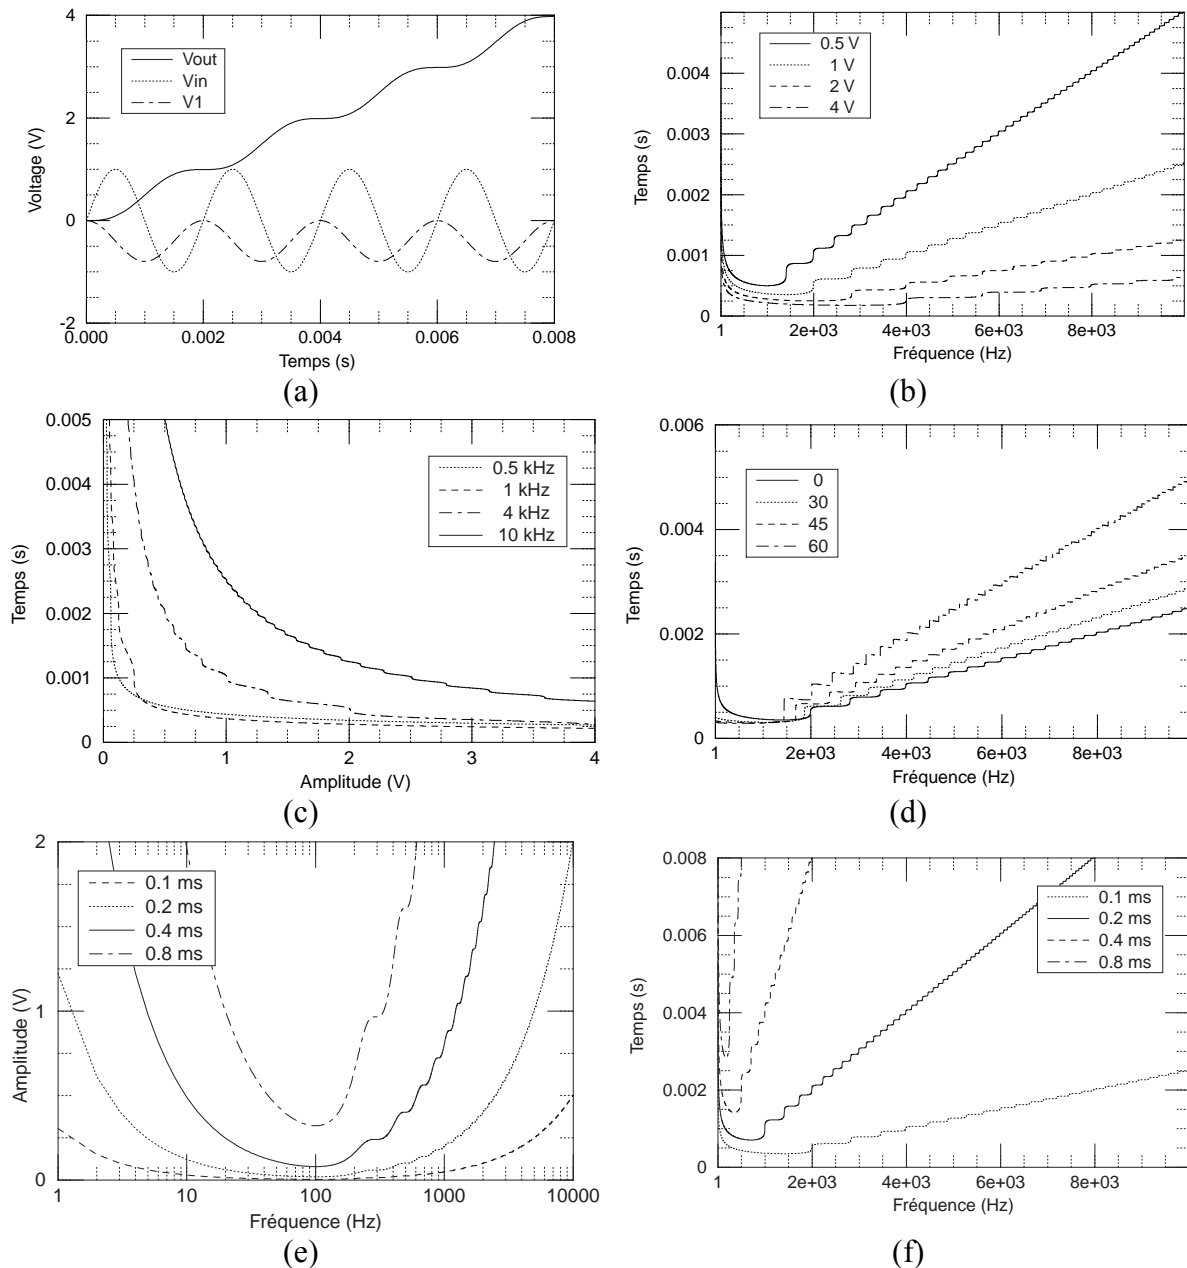 4
2
0
-2
Voltage (V)
Vout
Vin
V1
0.000
0.002
0.004
0.006
0.008
Temps (s)
(a)
0.004
0.003
0.002
0.001
0
Temps (s)
0.5 V
1 V
2 V
4 V
1
2e+03
4e+03
6e+03
8e+03
Fréquence (Hz)
(b)
0.005
0.004
0.003
0.002
0.001
0
Temps (s)
0.5 kHz
1 kHz
4 kHz
10 kHz
0
1
2
3
4
Amplitude (V)
(c)
0.006
0.004
0.002
0
Temps (s)
0
30
45
60
1
2e+03
4e+03
6e+03
8e+03
Fréquence (Hz)
(d)
2
1
0
Amplitude (V)
0.1 ms
0.2 ms
0.4 ms
0.8 ms
1
10
100
1000
10000
Fréquence (Hz)
(e)
0.008
0.006
0.004
0.002
0
Temps (s)
0.1 ms
0.2 ms
0.4 ms
0.8 ms
1
2e+03
4e+03
6e+03
8e+03
Fréquence (Hz)
(f)